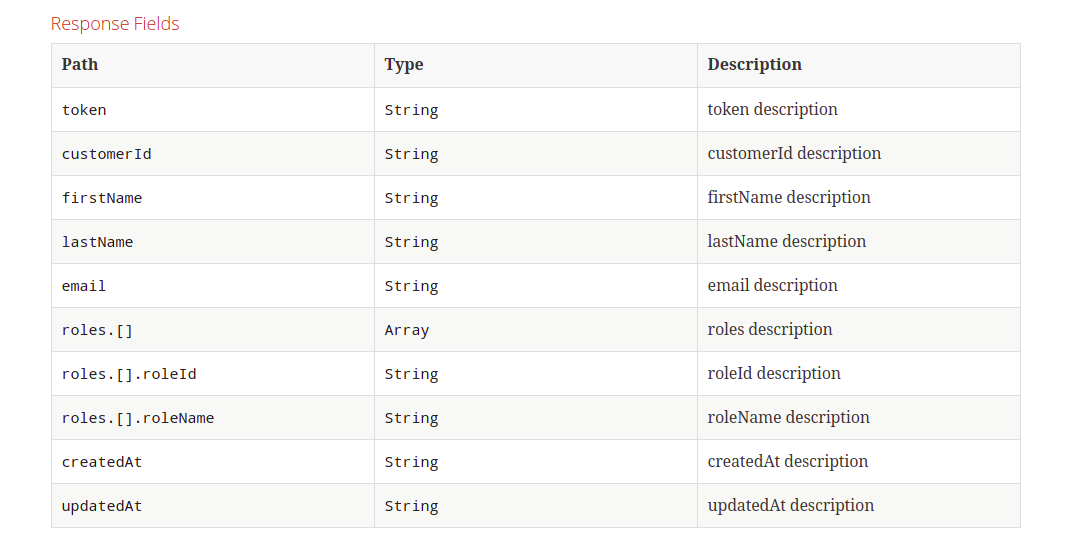 Response Fields
Path Type Description
token String token description
customerId String customerId description
firstName String firstName description
lastName String lastName description
email String email description
roles.[] Array roles description
roles.[].roleId String roleId description
roles.[].roleName String roleName description
createdAt String createdAt description
updatedAt String updatedAt description